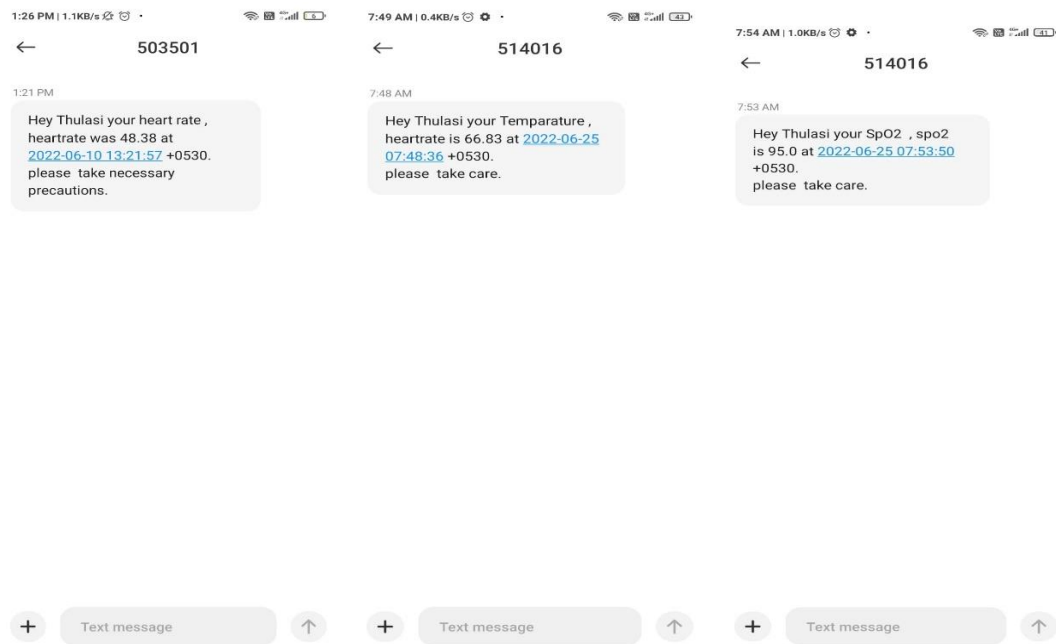 1:26 PM | 1.1KB/s
503501
1:21 PM
Hey Thulasi your heart rate ,
heartrate was 48.38 at
2022-06-10 13:21:57 +0530.
please  take necessary
precautions.
Text message
7:49 AM | 0.4KB/s
43
514016
7:48 AM
Hey Thulasi your Temparature ,
heartrate is 66.83 at 2022-06-25
07:48:36 +0530.
please  take care.
Text message
7:54 AM | 1.0KB/s
41
514016
7:53 AM
Hey Thulasi your SpO2  , spo2
is 95.0 at 2022-06-25 07:53:50
+0530.
please  take care.
Text message